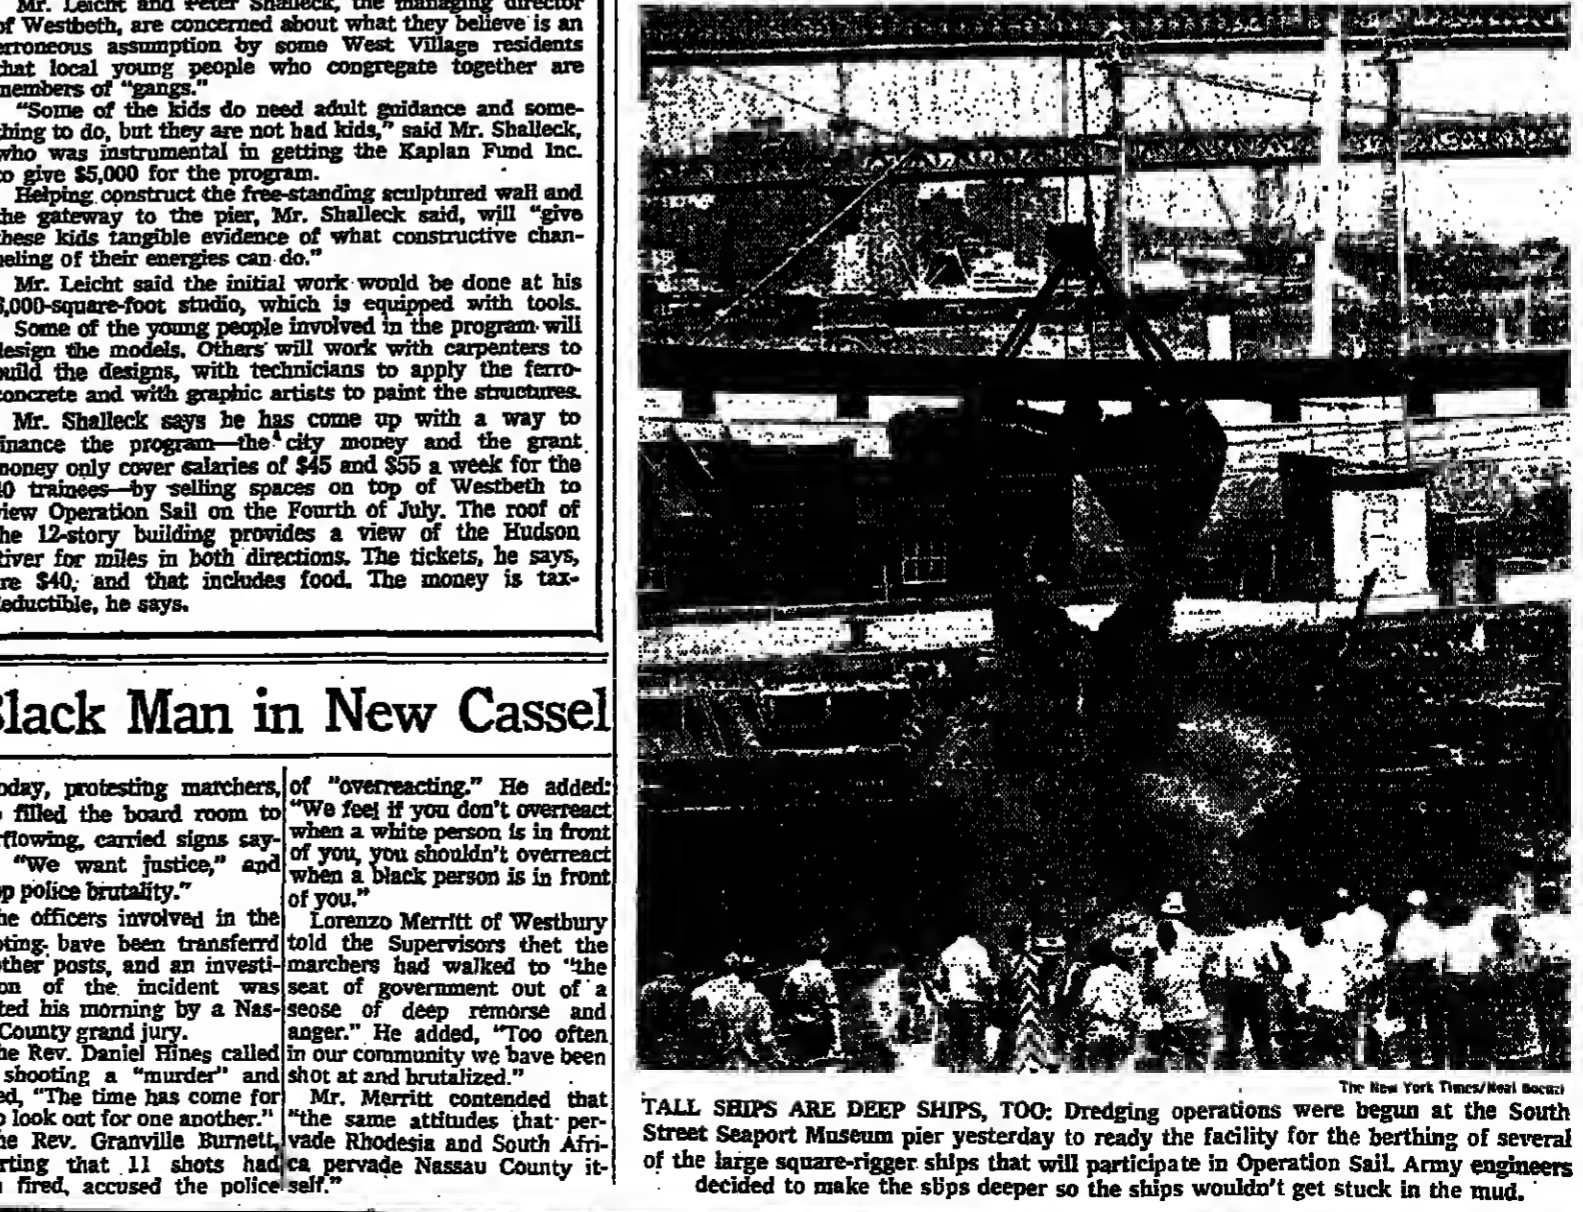 Mr. Leicht and Peter Shalleck, the managing director
of Westbeth, are concerned about what they believe is an
erroneous assumption by some West Village residents
that local young people who congregate together are
members of "gangs."
"Some of the kids do need adult guidance and some-
thing to do, but they are not had kids," said Mr. Shalleck,
who was instrumental in getting the Kaplan Fund Inc.
to give $5,000 for the program.
Helping construct the free-standing sculptured wall and
the gateway to the pier, Mr. Shalleck said, will "give
these kids tangible evidence of what constructive chan-
neling of their energies can do."
Mr. Leicht said the initial work would be done at his
,000-square-foot studio, which is equipped with tools.
Some of the young people involved in the program will
design the models. Others will work with carpenters to
build the designs, with technicians to apply the ferro-
concrete and with graphic artists to paint the structures.
Mr. Shalleck says he has come up with a way to
finance the program—the city money and the grant
money only cover salaries of $45 and $55 a week for the
0 trainees—by selling spaces on top of Westbeth to
view Operation Sail on the Fourth of July. The roof of
the 12-story building provides a view of the Hudson
River for miles in both directions. The tickets, he says,
are $40, and that includes food. The money is tax-
deductible, he says.
Black Man in New Cassel
oday, protesting marchers,
filled the board room to
rflowing, carried signs say-
"We want justice," and
p police brutality."
he officers involved in the
oting have been transferrd
other posts, and an investi-
on of the incident was
ted his morning by a Nas-
County grand jury.
he Rev. Daniel Hines called
shooting a "murder" and
ed, "The time has come for
o look out for one another."
he Rev. Granville Burnett,
rting that 11 shots had
fired, accused the police
of "overreacting." He added:
"We feel if you don't overreact
when a white person is in front
of you, you shouldn't overreact
when a black person is in front
of you."
Lorenzo Merritt of Westbury
told the Supervisors thet the
marchers had walked to "the
seat of government out of a
seose of deep remorse and
anger." He added, "Too often
in our community we have been
shot at and brutalized."
Mr. Merritt contended that
"the same attitudes that per-
vade Rhodesia and South Afri-
ca pervade Nassau County it-
self."
The New York Times/Neal Boenzi
TALL SHIPS ARE DEEP SHIPS, TOO: Dredging operations were begun at the South
Street Seaport Museum pier yesterday to ready the facility for the berthing of several
of the large square-rigger ships that will participate in Operation Sail. Army engineers
decided to make the slips deeper so the ships wouldn't get stuck in the mud.